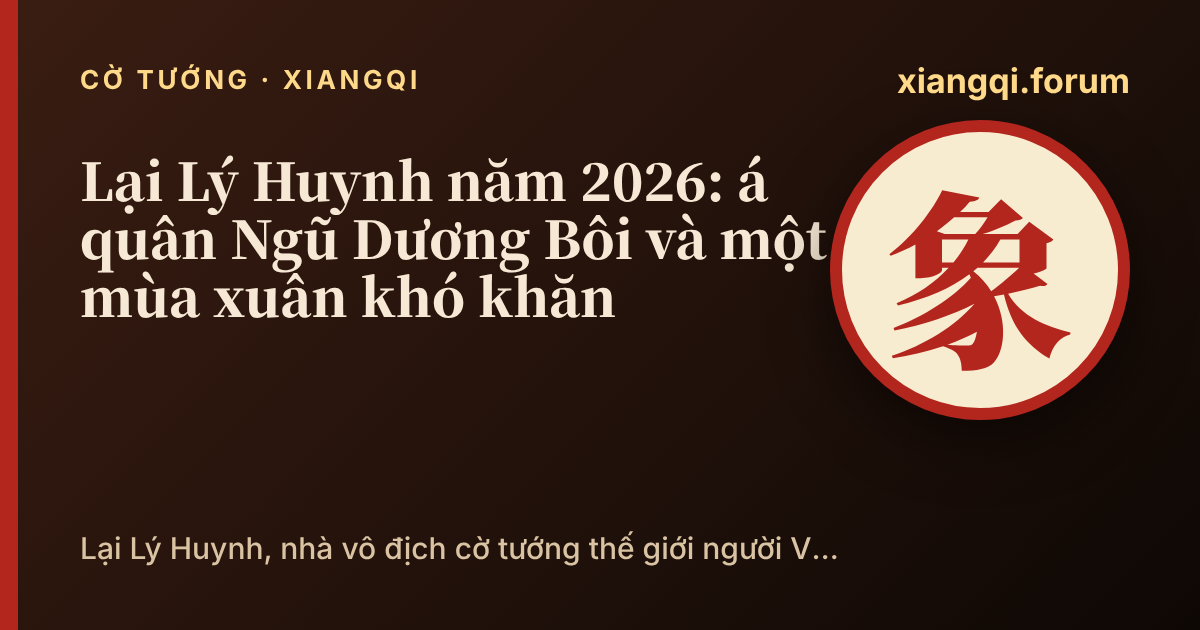 CỜ TƯỚNG · XIANGQI
xiangqi.forum
Lại Lý Huynh năm 2026: á
quân Ngũ Dương Bôi và một
mùa xuân khó khăn
象
Lại Lý Huynh, nhà vô địch cờ tướng thế giới người V...